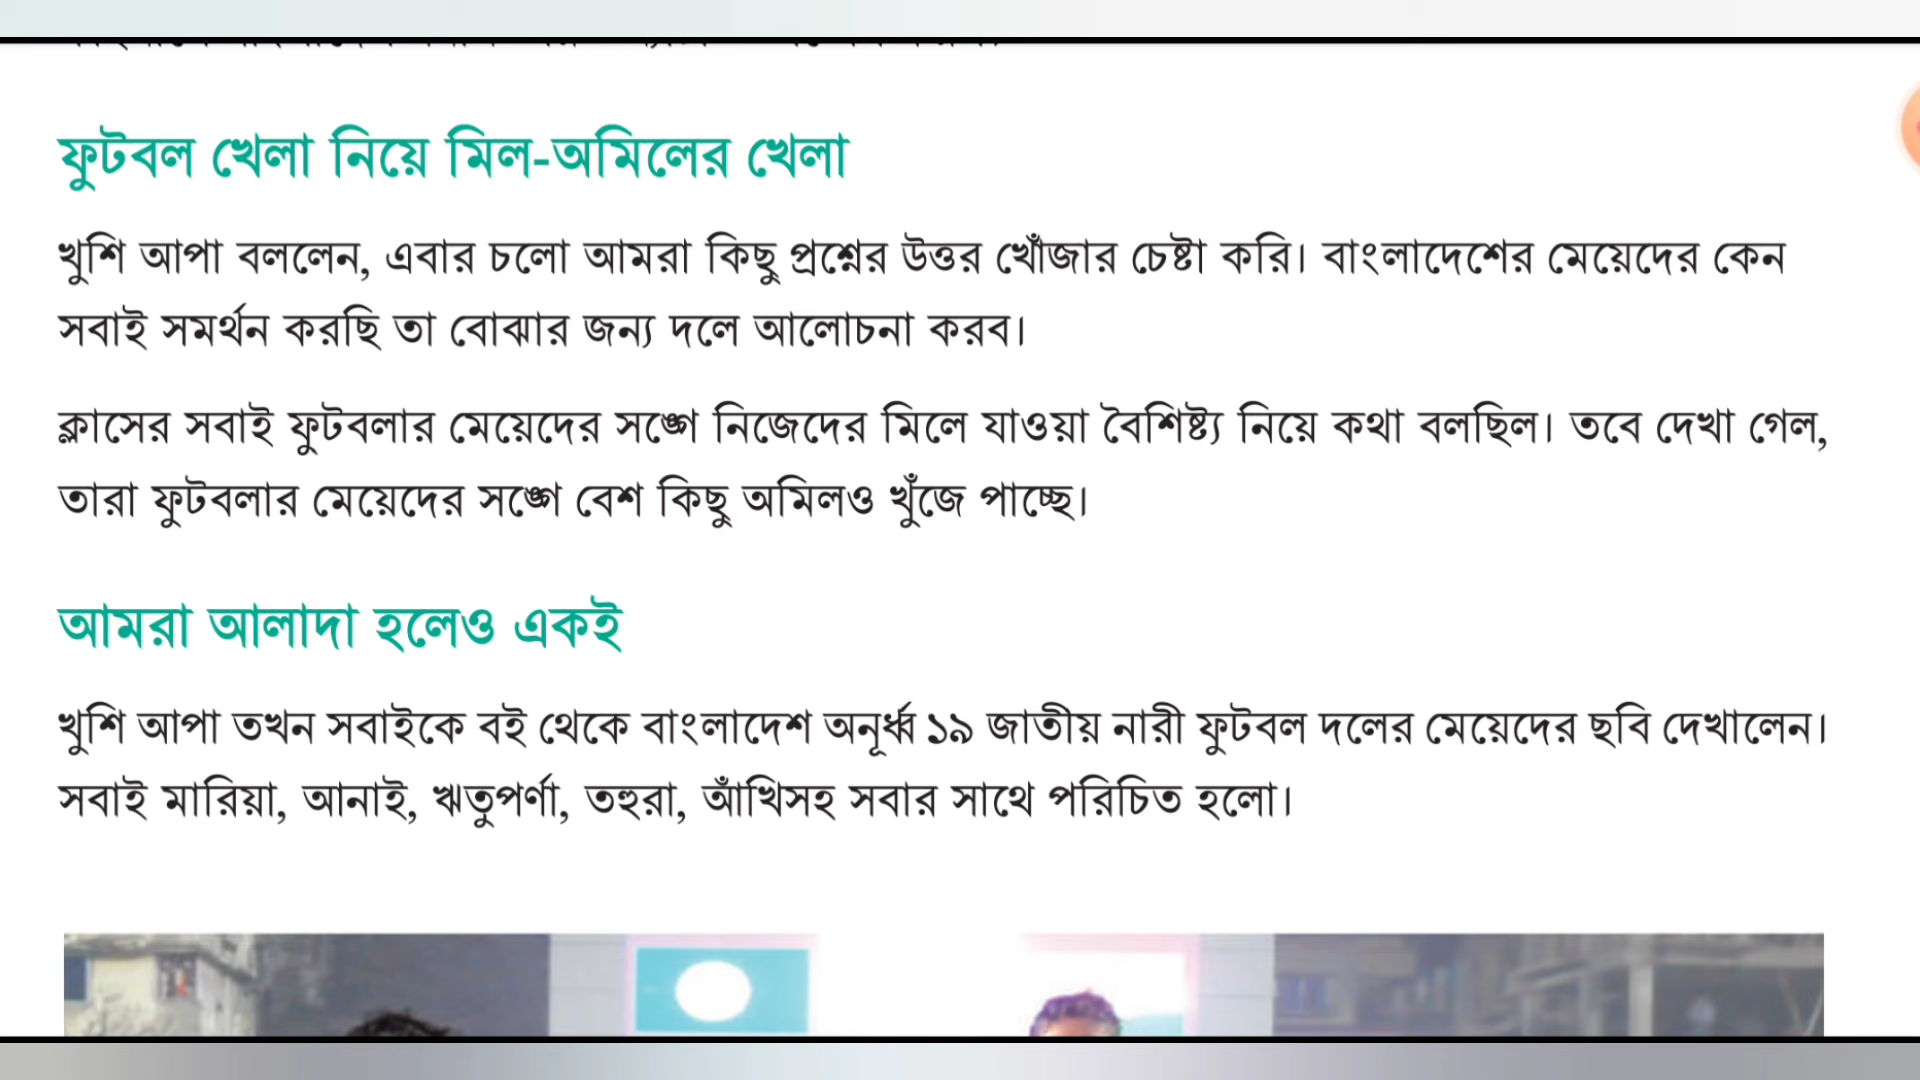 ফুটবল খেলা নিয়ে মিল-অমিলের খেলা
খুশি আপা বললেন, এবার চলো আমরা কিছু প্রশ্নের উত্তর খোঁজার চেষ্টা করি। বাংলাদেশের মেয়েদের কেন
সবাই সমর্থন করছি তা বোঝার জন্য দলে আলোচনা করব।
ক্লাসের সবাই ফুটবলার মেয়েদের সঙ্গে নিজেদের মিলে যাওয়া বৈশিষ্ট্য নিয়ে কথা বলছিল। তবে দেখা গেল,
তারা ফুটবলার মেয়েদের সঙ্গে বেশ কিছু অমিলও খুঁজে পাচ্ছে।
আমরা আলাদা হলেও একই
খুশি আপা তখন সবাইকে বই থেকে বাংলাদেশ অনূর্ধ্ব ১৯ জাতীয় নারী ফুটবল দলের মেয়েদের ছবি দেখালেন।
সবাই মারিয়া, আনাই, ঋতুপর্ণা, তহুরা, আঁখিসহ সবার সাথে পরিচিত হলো।